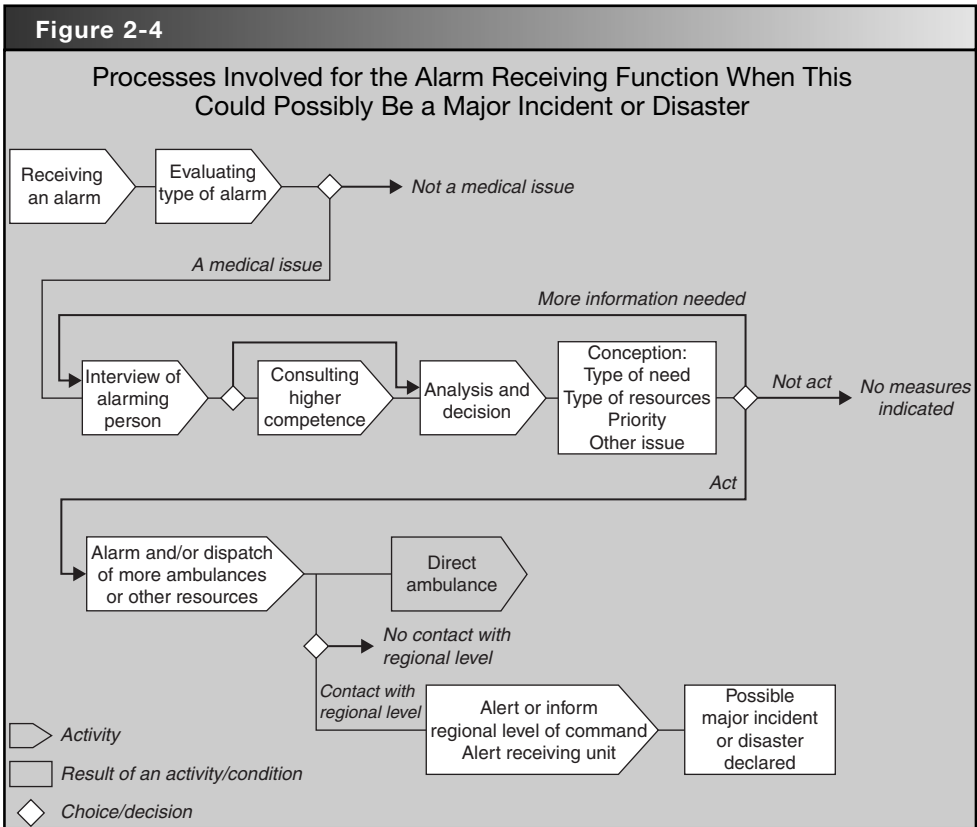 Figure 2-4
Processes Involved for the Alarm Receiving Function When This
Could Possibly Be a Major Incident or Disaster
Receiving
an alarm
Evaluating
type of alarm
Not a medical issue
A medical issue
More information needed
Interview of
alarming
person
Consulting
higher
competence
Analysis and
decision
Conception:
Type of need
Type of resources
Priority
Other issue
Not act
No measures
indicated
Act
Alarm and/or dispatch
of more ambulances
or other resources
Direct
ambulance
No contact with
regional level
Contact with
regional level
Alert or inform
regional level of command
Alert receiving unit
Possible
major incident
or disaster
declared
Activity
Result of an activity/condition
Choice/decision